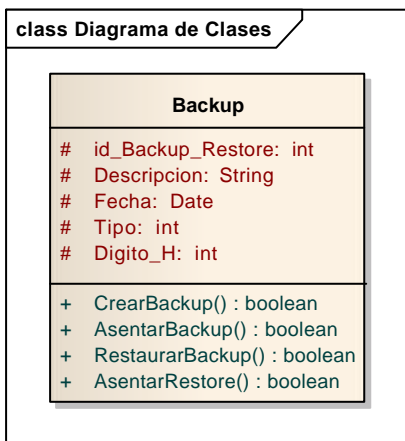 class Diagrama de Clases
Backup
# id_Backup_Restore: int
# Descripcion: String
# Fecha: Date
# Tipo: int
# Digito_H: int
+ CrearBackup() : boolean
+ AsentarBackup() : boolean
+ RestaurarBackup() : boolean
+ AsentarRestore() : boolean